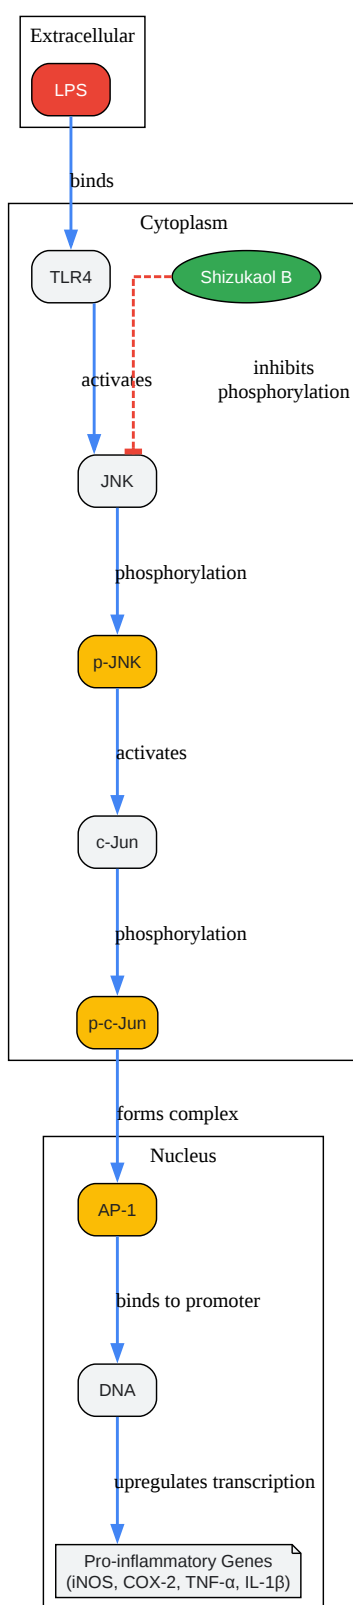 Extracellular
LPS
binds
Cytoplasm
TLR4
Shizukaol B
activates
inhibits
phosphorylation
JNK
phosphorylation
p-JNK
activates
c-Jun
phosphorylation
p-c-Jun
forms complex
Nucleus
AP-1
binds to promoter
DNA
upregulates transcription
Pro-inflammatory Genes
(iNOS, COX-2, TNF-α, IL-1β)